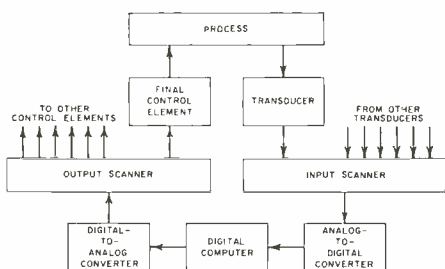 PROCESS
FINAL
CONTROL
ELEMENT
TRANSDUCER
TO OTHER
CONTROL ELEMENTS
FROM OTHER
TRANSDUCERS
OUTPUT SCANNER
INPUT SCANNER
DIGITAL-
TO-
ANALOG
CONVERTER
DIGITAL
COMPUTER
ANALOG-
TO-
DIGITAL
CONVERTER